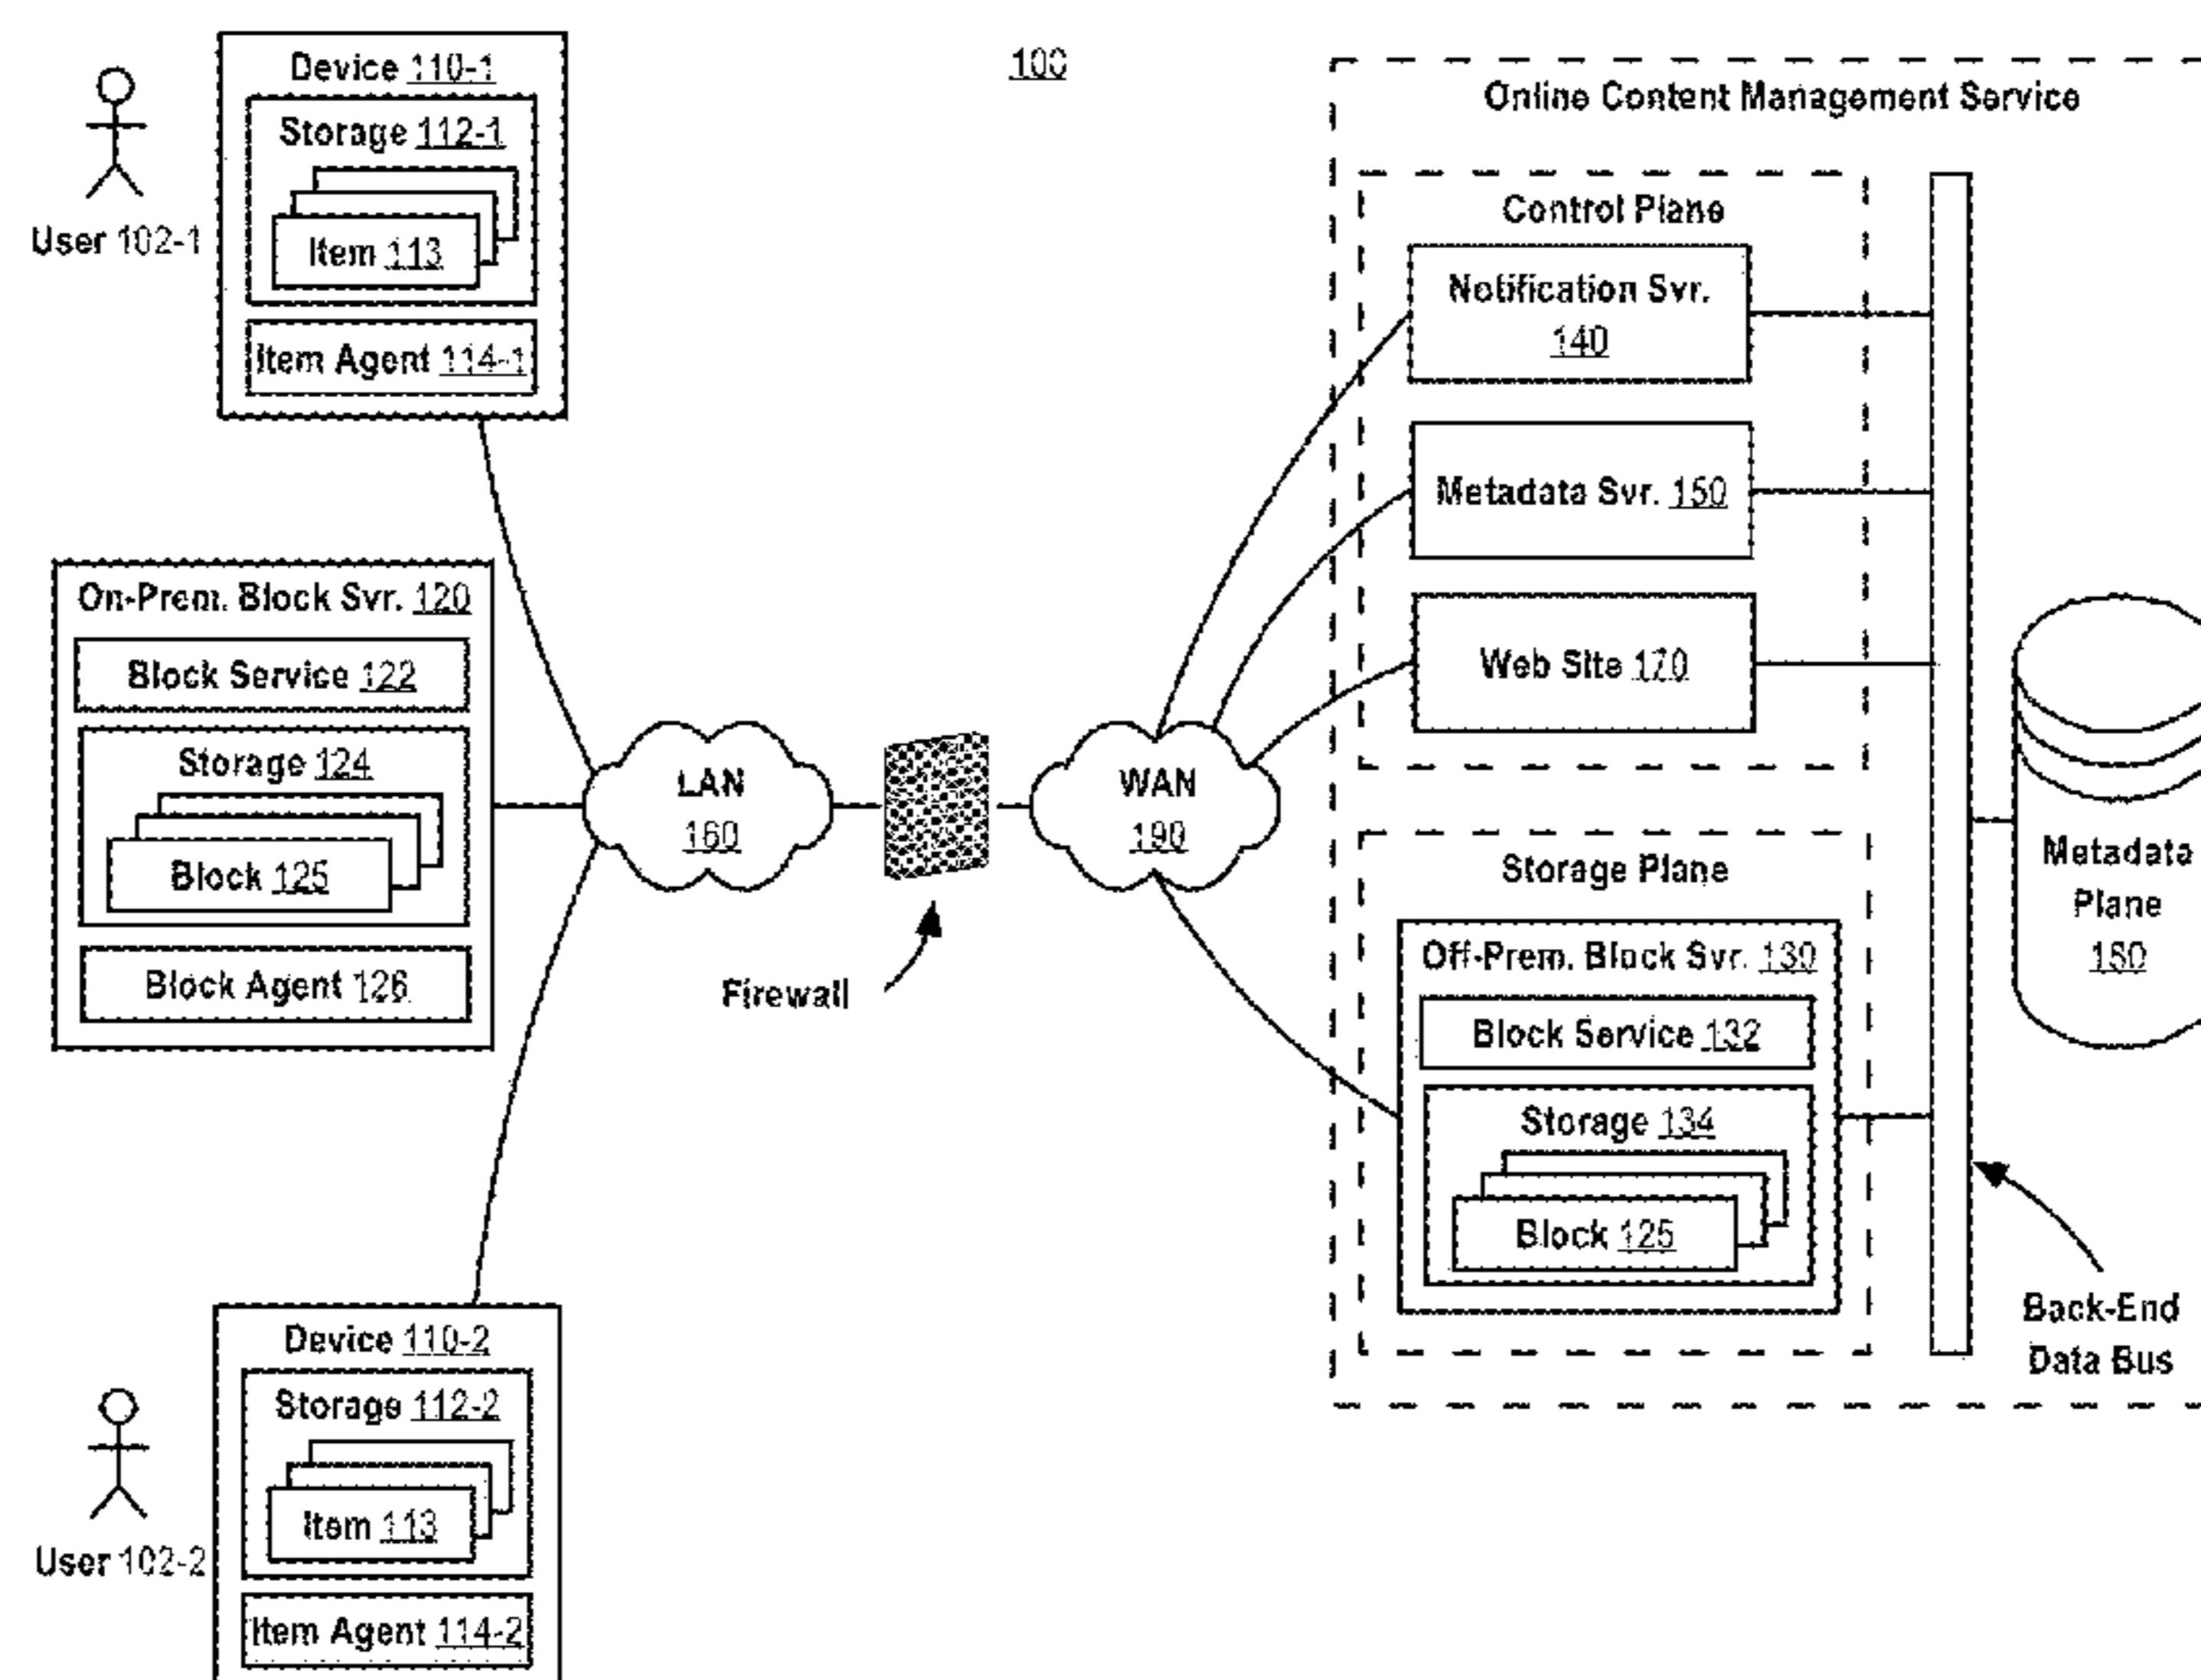 100
Device 110-1
Storage 112-1
Item 113
Item Agent 114-1
User 102-1
On-Prem. Block Svr. 120
Block Service 122
Storage 124
Block 125
Block Agent 126
Device 110-2
Storage 112-2
Item 113
Item Agent 114-2
User 102-2
LAN
160
Firewall
WAN
190
Online Content Management Service
Control Plane
Notification Svr.
140
Metadata Svr. 150
Web Site 170
Storage Plane
Off-Prem. Block Svr. 130
Block Service 132
Storage 134
Block 125
Metadata
Plane
Back-End
Data Bus